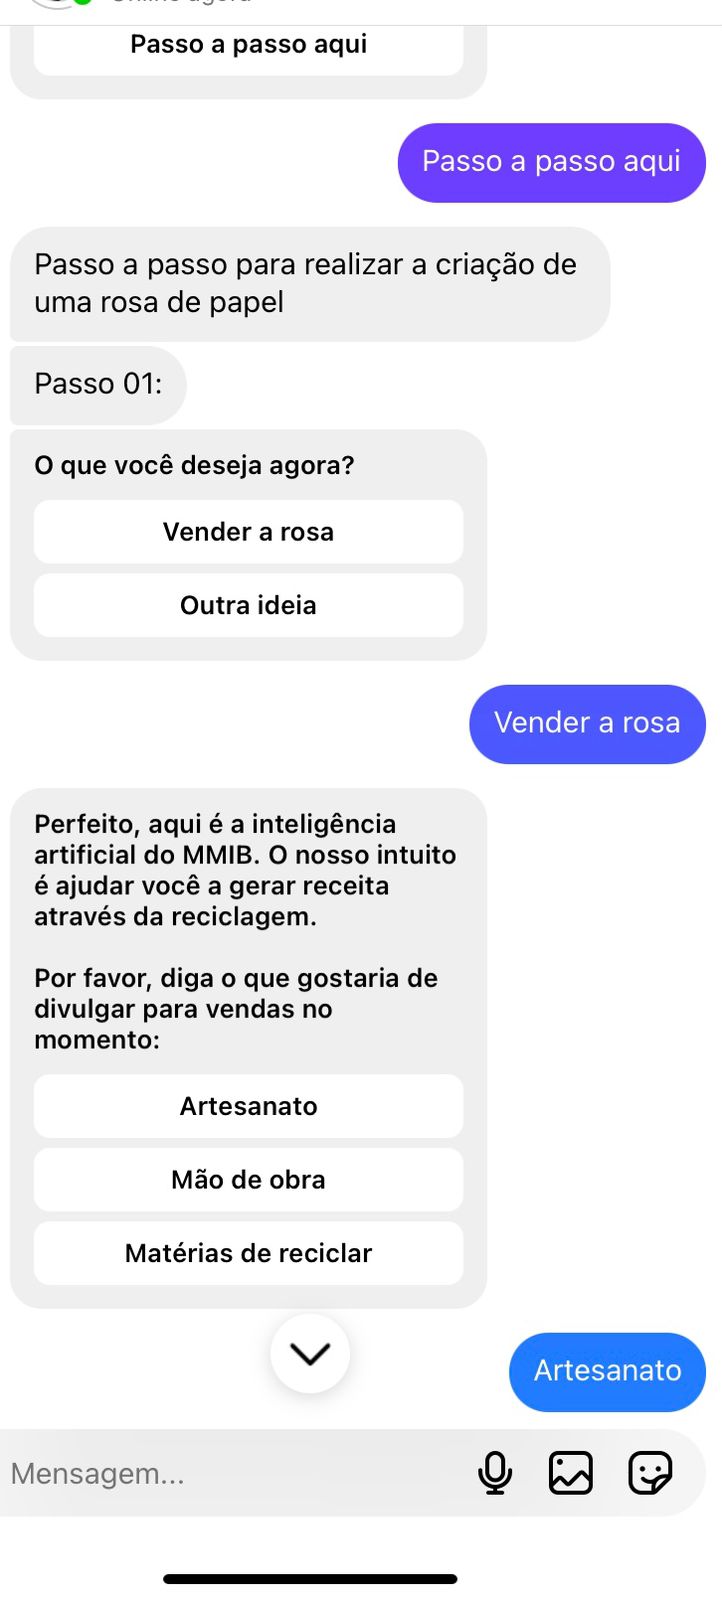 Online agora
Passo a passo aqui
Passo a passo aqui
Passo a passo para realizar a criação de
uma rosa de papel
Passo 01:
O que você deseja agora?
Vender a rosa
Outra ideia
Vender a rosa
Perfeito, aqui é a inteligência
artificial do MMIB. O nosso intuito
é ajudar você a gerar receita
através da reciclagem.
Por favor, diga o que gostaria de
divulgar para vendas no
momento:
Artesanato
Mão de obra
Matérias de reciclar
Artesanato
Mensagem...